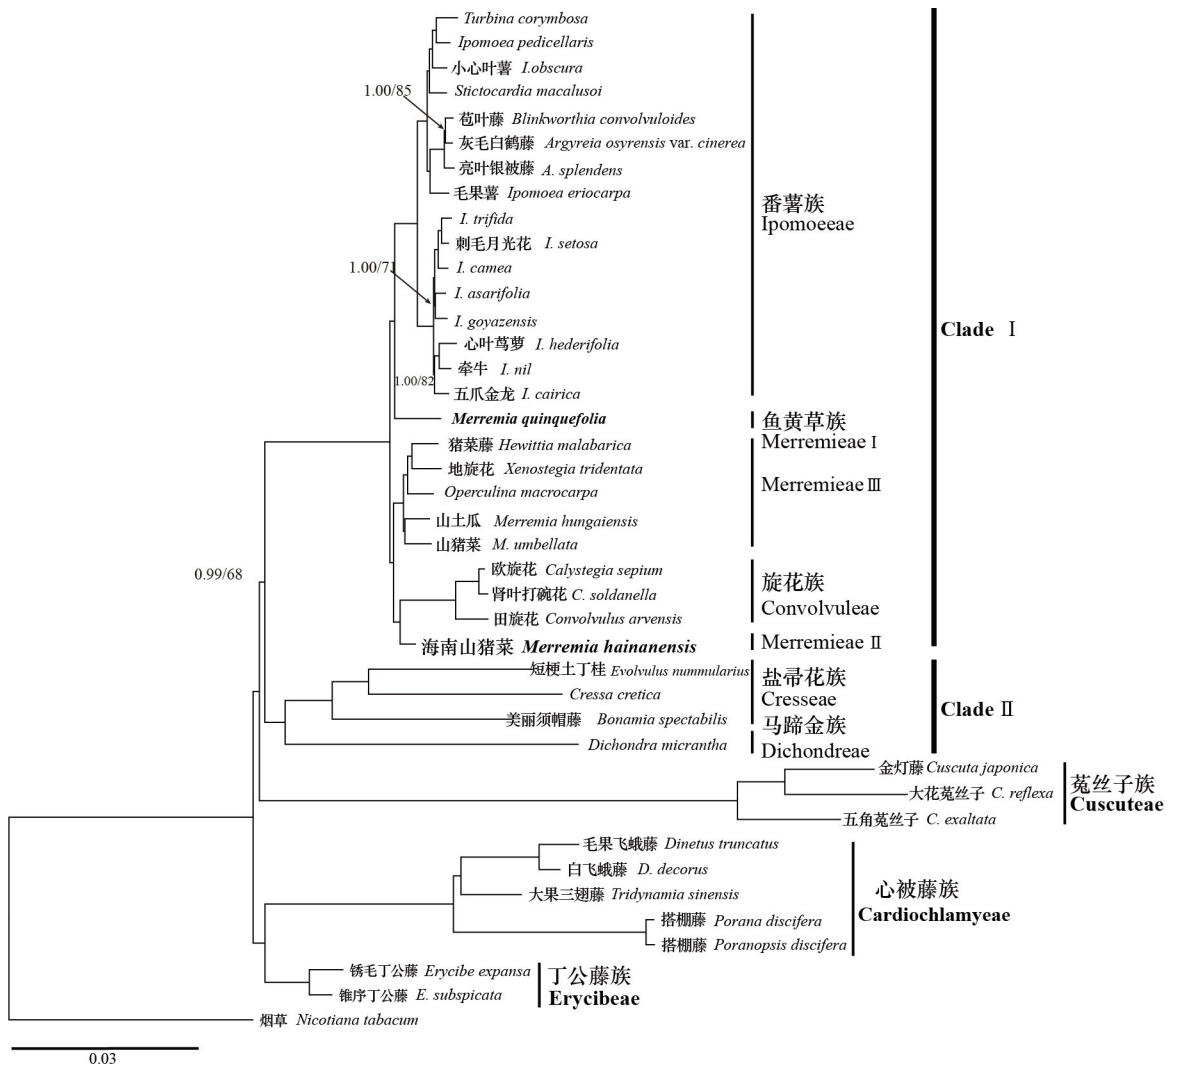 Turbina corymbosa
Ipomoea pedicellaris
小心叶薯 I.obscura
1.00/85
Stictocardia macalusoi
苞叶藤 Blinkworthia convolvuloides
灰毛白鹤藤 Argyreia osyrensis var. cinerea
亮叶银被藤 A. splendens
毛果薯 Ipomoea eriocarpa
番薯族
Ipomoeeae
I. trifida
刺毛月光花 I. setosa
1.00/71
I. camea
I. asarifolia
I. goyazensis
Clade Ⅰ
心叶茑萝 I. hederifolia
牵牛 I. nil
1.00/82
五爪金龙 I. cairica
Merremia quinquefolia
鱼黄草族
Merremieae Ⅰ
猪菜藤 Hewittia malabarica
地旋花 Xenostegia tridentata
Merremieae Ⅲ
Operculina macrocarpa
山土瓜 Merremia hungaiensis
山猪菜 M. umbellata
0.99/68
欧旋花 Calystegia sepium
旋花族
肾叶打碗花 C. soldanella
Convolvuleae
田旋花 Convolvulus arvensis
海南山猪菜 Merremia hainanensis
Merremieae Ⅱ
短梗土丁桂 Evolvulus nummularius
盐帚花族
Cresseae
Cressa cretica
Clade Ⅱ
美丽须帽藤 Bonamia spectabilis
马蹄金族
Dichondreae
Dichondra micrantha
金灯藤 Cuscuta japonica
菟丝子族
Cuscuteae
大花菟丝子 C. reflexa
五角菟丝子 C. exaltata
毛果飞蛾藤 Dinetus truncatus
白飞蛾藤 D. decorus
心被藤族
Cardiochlamyeae
大果三翅藤 Tridynamia sinensis
搭棚藤 Porana discifera
搭棚藤 Poranopsis discifera
锈毛丁公藤 Erycibe expansa
丁公藤族
Erycibeae
锥序丁公藤 E. subspicata
烟草 Nicotiana tabacum
0.03